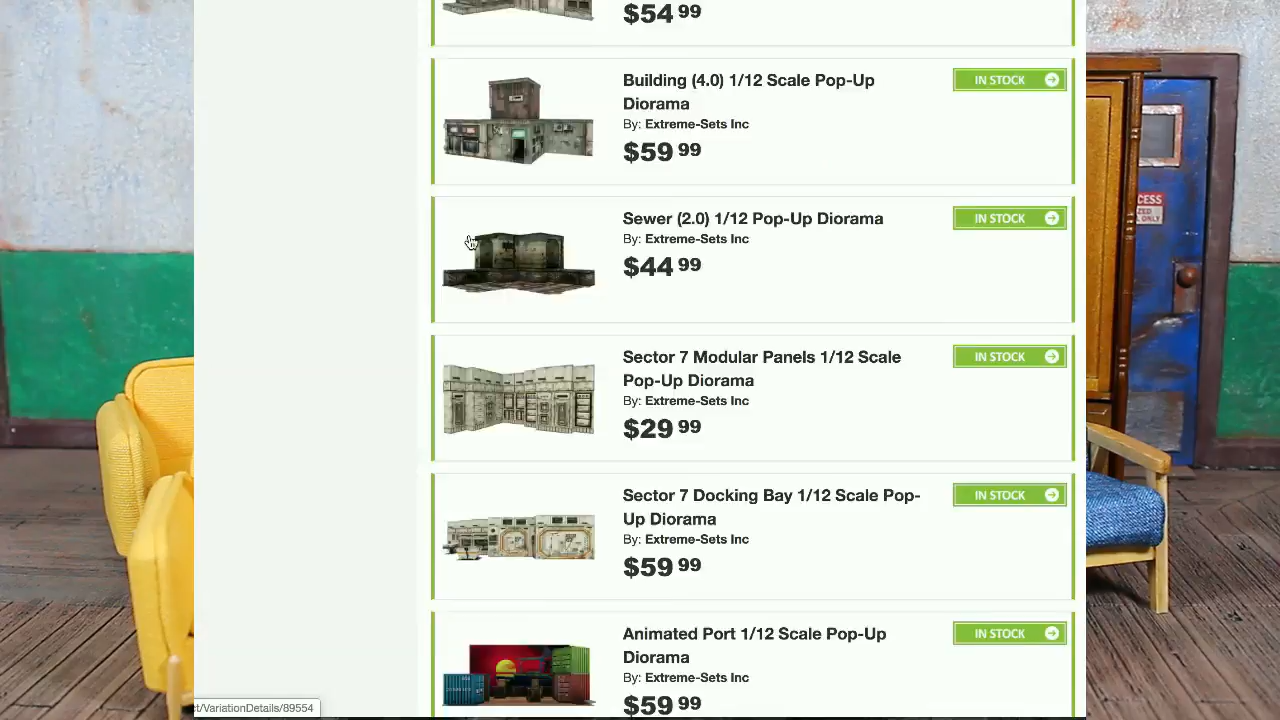 $54 99
Building (4.0) 1/12 Scale Pop-Up
Diorama
By: Extreme-Sets Inc
$59 99
IN STOCK
Sewer (2.0) 1/12 Pop-Up Diorama
By: Extreme-Sets Inc
$44 99
IN STOCK
Sector 7 Modular Panels 1/12 Scale
Pop-Up Diorama
By: Extreme-Sets Inc
$29 99
IN STOCK
Sector 7 Docking Bay 1/12 Scale Pop-
Up Diorama
By: Extreme-Sets Inc
$59 99
IN STOCK
Animated Port 1/12 Scale Pop-Up
Diorama
By: Extreme-Sets Inc
$59 99
IN STOCK
ct/VariationDetails/89554
CESS
ZED
ONLY